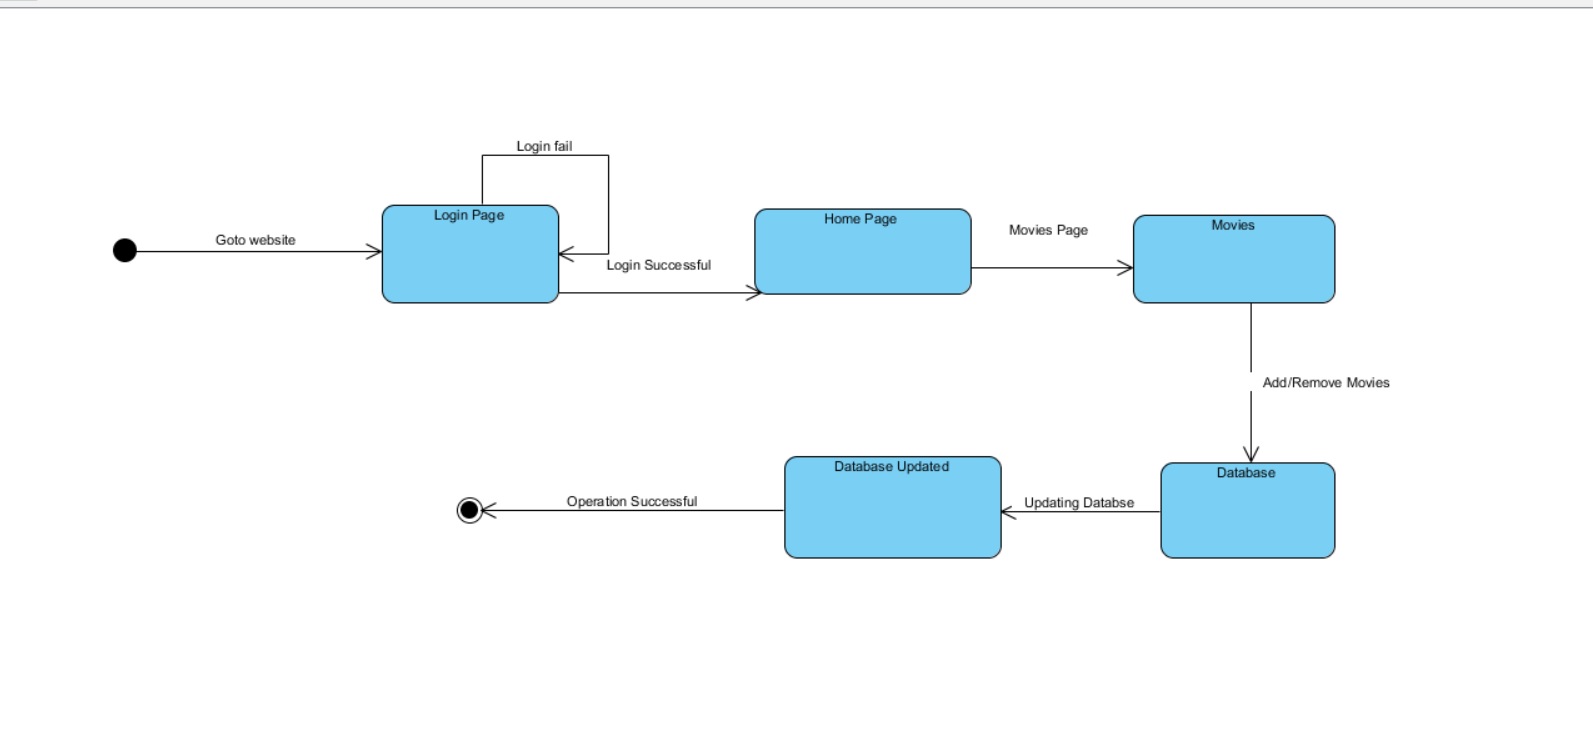 Login fail
Login Page
Goto website
Login Successful
Home Page
Movies Page
Movies
Add/Remove Movies
Database
Updating Databse
Database Updated
Operation Successful